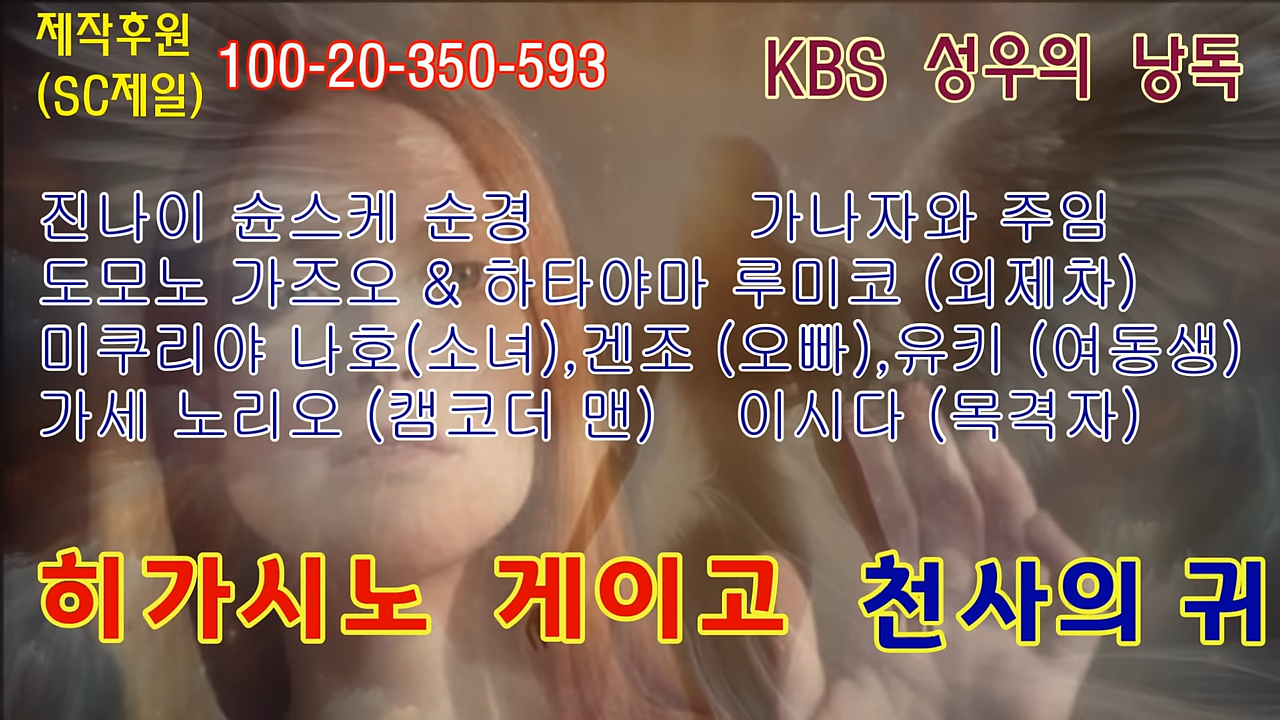 제작후원
(SC제일)
100-20-350-593
KBS 성우의 낭독
진나이 슌스케 순경 가나자와 주임
도모노 가즈오 & 하타야마 루미코 (외제차)
미쿠리야 나호(소녀),겐조 (오빠),유키 (여동생)
가세 노리오 (캠코더 맨) 이시다 (목격자)
히가시노 게이고 천사의 귀